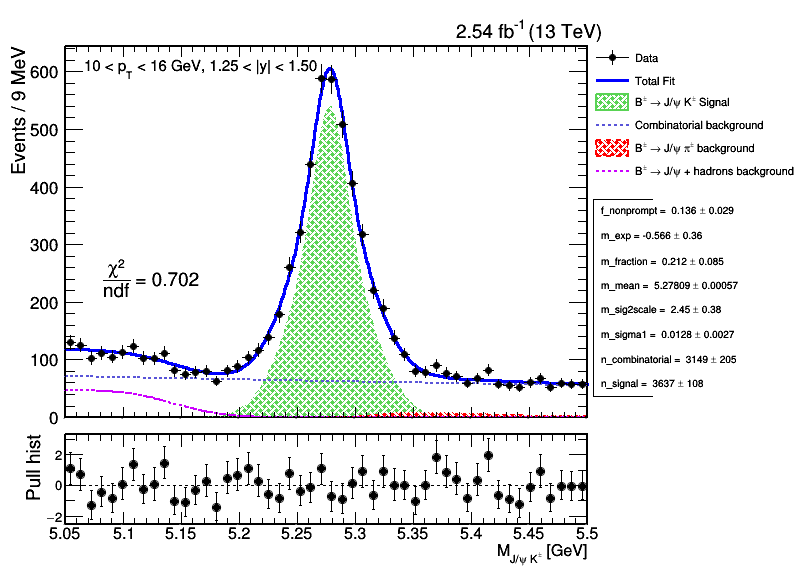 2.54 fb⁻¹ (13 TeV)
Events / 9 MeV
10 < p_T < 16 GeV, 1.25 < |y| < 1.50
600
500
400
300
200
100
0
χ²/ndf = 0.702
Data
Total Fit
B± → J/ψ K± Signal
Combinatorial background
B± → J/ψ π± background
B± → J/ψ + hadrons background
f_nonprompt = 0.136 ± 0.029
m_exp = -0.566 ± 0.36
m_fraction = 0.212 ± 0.085
m_mean = 5.27809 ± 0.00057
m_sig2scale = 2.45 ± 0.38
m_sigma1 = 0.0128 ± 0.0027
n_combinatorial = 3149 ± 205
n_signal = 3637 ± 108
Pull hist
2
0
−2
5.05 5.1 5.15 5.2 5.25 5.3 5.35 5.4 5.45 5.5
M_{J/ψ K±} [GeV]